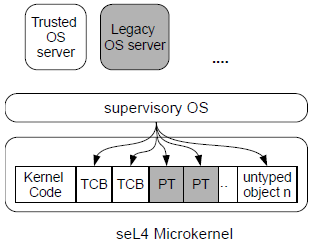 Trusted
OS
server
Legacy
OS server
....
supervisory OS
Kernel
Code
TCB
TCB
PT
PT
..
untyped
object n
seL4 Microkernel